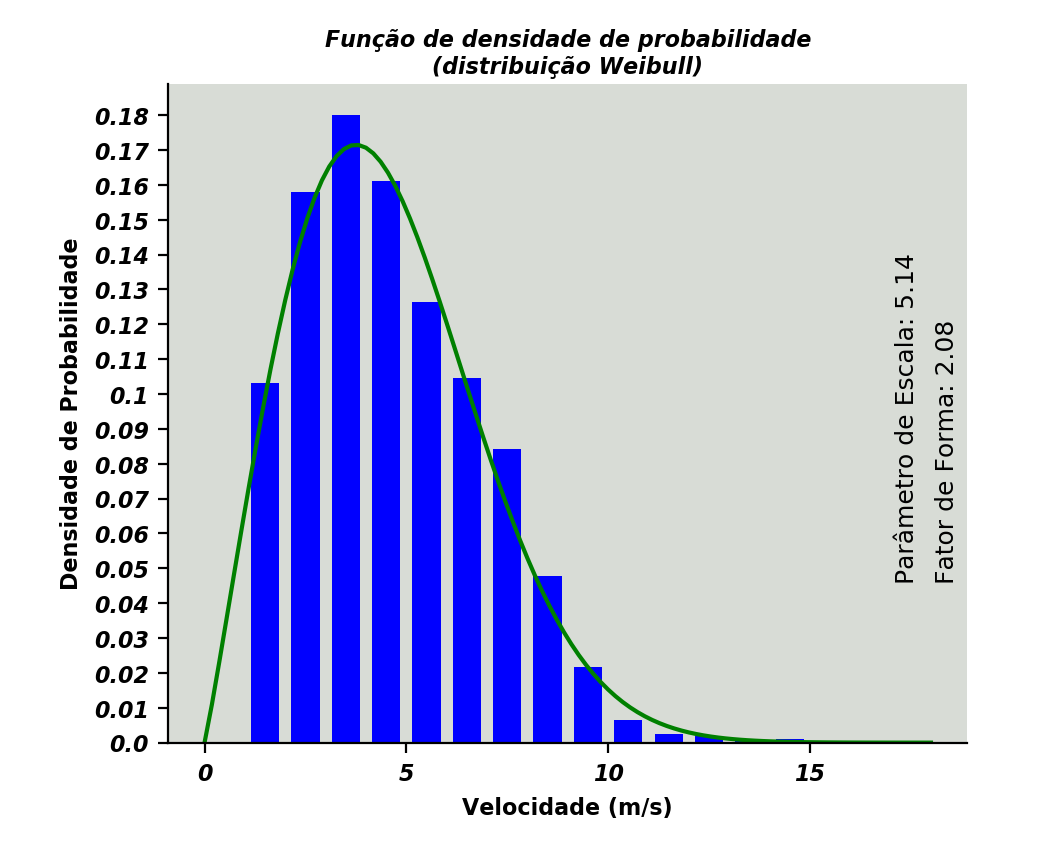 Função de densidade de probabilidade
(distribuição Weibull)
Densidade de Probabilidade
0.18
0.17
0.16
0.15
0.14
0.13
0.12
0.11
0.1
0.09
0.08
0.07
0.06
0.05
0.04
0.03
0.02
0.01
0.0
Parâmetro de Escala: 5.14
Fator de Forma: 2.08
0 5 10 15
Velocidade (m/s)